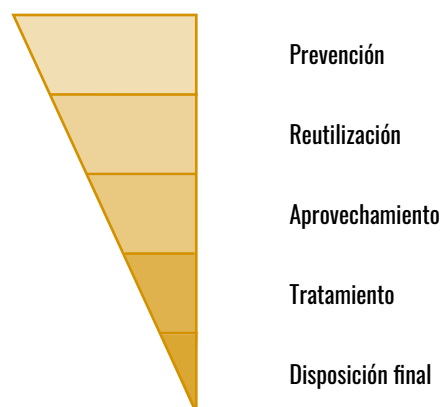 Prevención
Reutilización
Aprovechamiento
Tratamiento
Disposición final